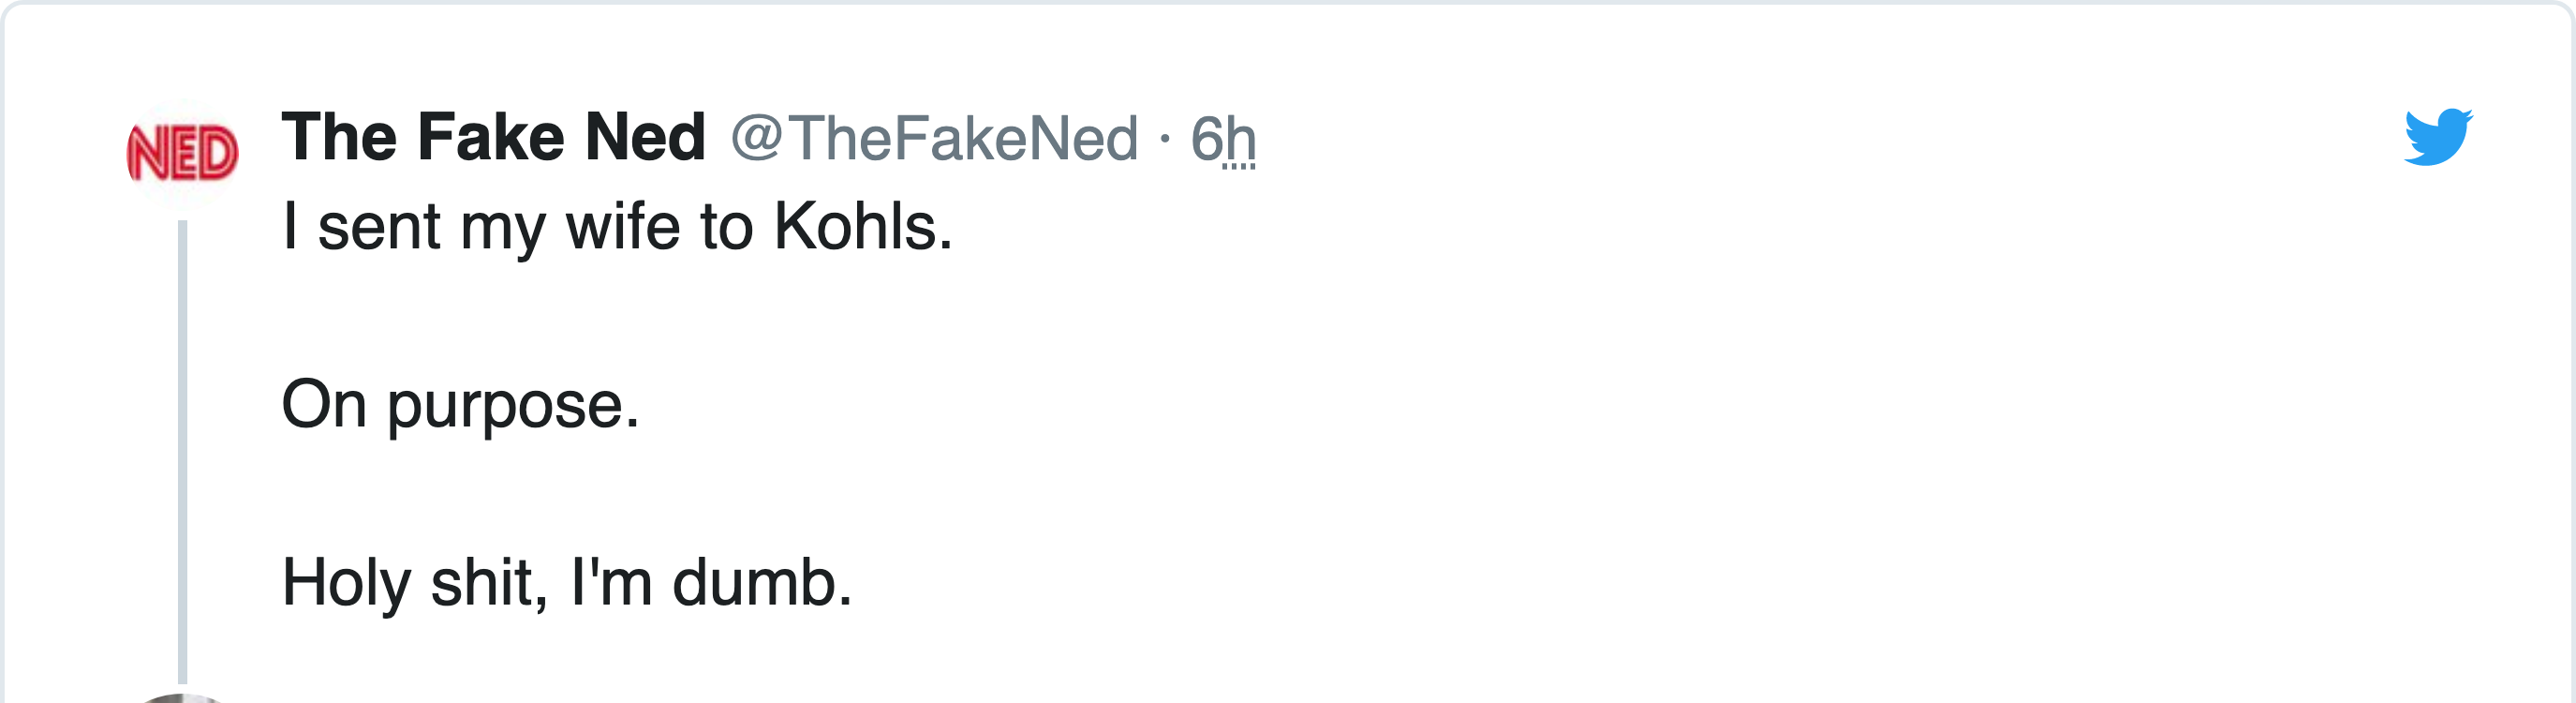 NED
The Fake Ned @TheFakeNed · 6h
I sent my wife to Kohls.
On purpose.
Holy shit, I'm dumb.